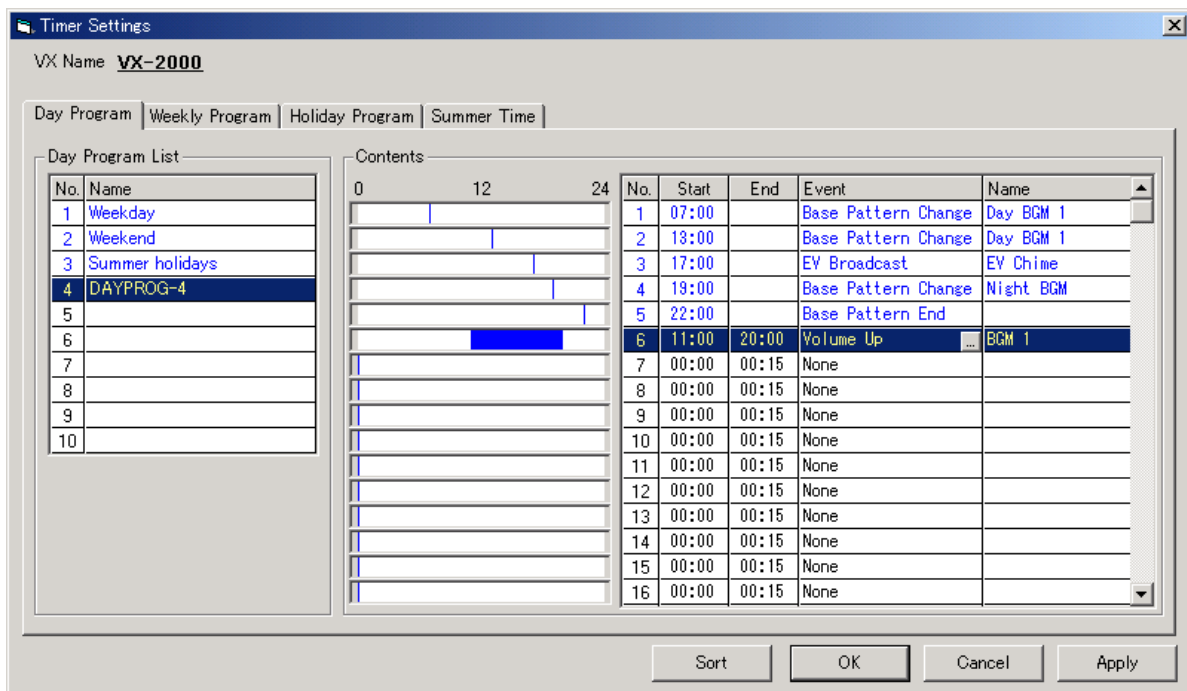 Timer Settings
VX Name VX-2000
Day Program Weekly Program Holiday Program Summer Time
Day Program List
No. Name
1 Weekday
2 Weekend
3 Summer holidays
4 DAYPROG-4
5
6
7
8
9
10
Contents
0 12 24
No. Start End Event Name
1 07:00 Base Pattern Change Day BGM 1
2 13:00 Base Pattern Change Day BGM 1
3 17:00 EV Broadcast EV Chime
4 19:00 Base Pattern Change Night BGM
5 22:00 Base Pattern End
6 11:00 20:00 Volume Up ... BGM 1
7 00:00 00:15 None
8 00:00 00:15 None
9 00:00 00:15 None
10 00:00 00:15 None
11 00:00 00:15 None
12 00:00 00:15 None
13 00:00 00:15 None
14 00:00 00:15 None
15 00:00 00:15 None
16 00:00 00:15 None
Sort OK Cancel Apply